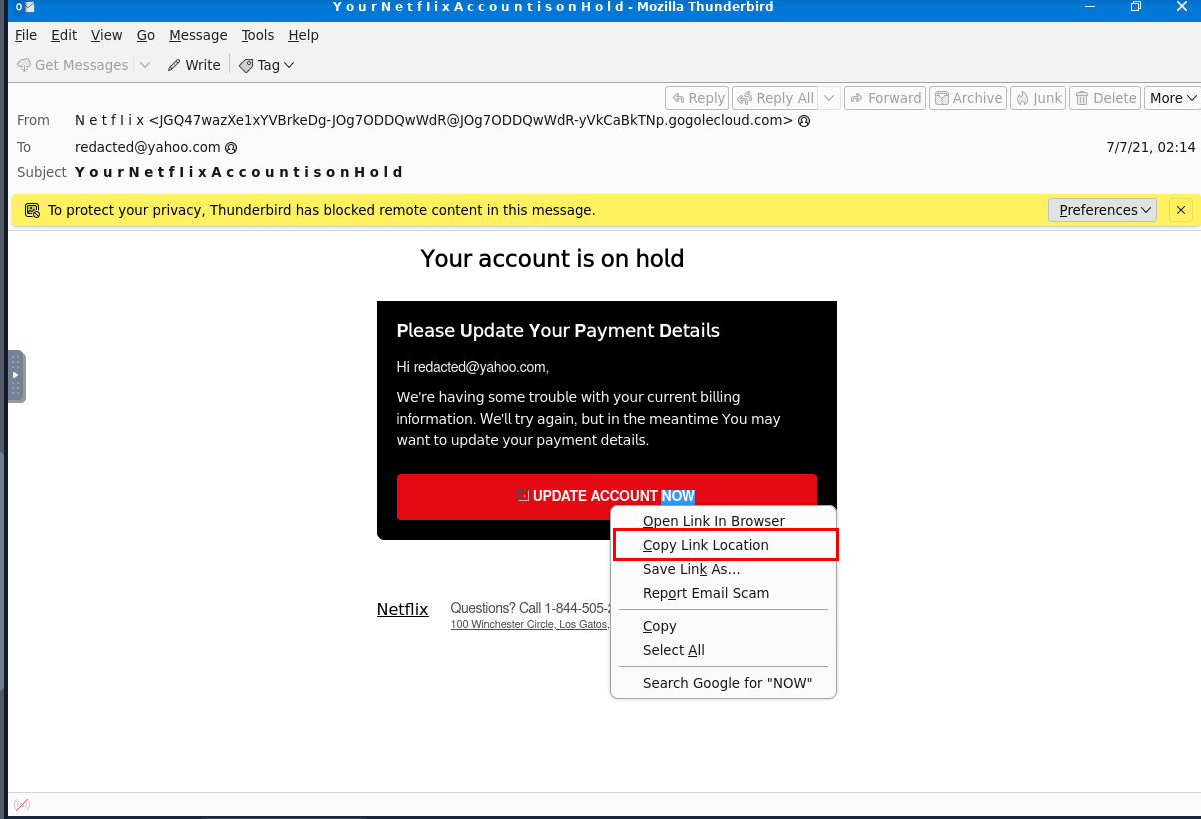 Y o u r N e t f l i x A c c o u n t i s o n H o l d - Mozilla Thunderbird
File Edit View Go Message Tools Help
Get Messages Write Tag
Reply Reply All Forward Archive Junk Delete More
From N e t f l i x <JGQ47wazXe1xYVBrkeDg-JOg7ODDQwWdR@JOg7ODDQwWdR-yVkCaBkTNp.gogolecloud.com>
To redacted@yahoo.com 7/7/21, 02:14
Subject Y o u r N e t f l i x A c c o u n t i s o n H o l d
To protect your privacy, Thunderbird has blocked remote content in this message. Preferences
Your account is on hold
Please Update Your Payment Details
Hi redacted@yahoo.com,
We're having some trouble with your current billing
information. We'll try again, but in the meantime You may
want to update your payment details.
UPDATE ACCOUNT NOW
Open Link In Browser
Copy Link Location
Save Link As...
Report Email Scam
Copy
Select All
Search Google for "NOW"
Netflix Questions? Call 1-844-505-
100 Winchester Circle, Los Gatos,